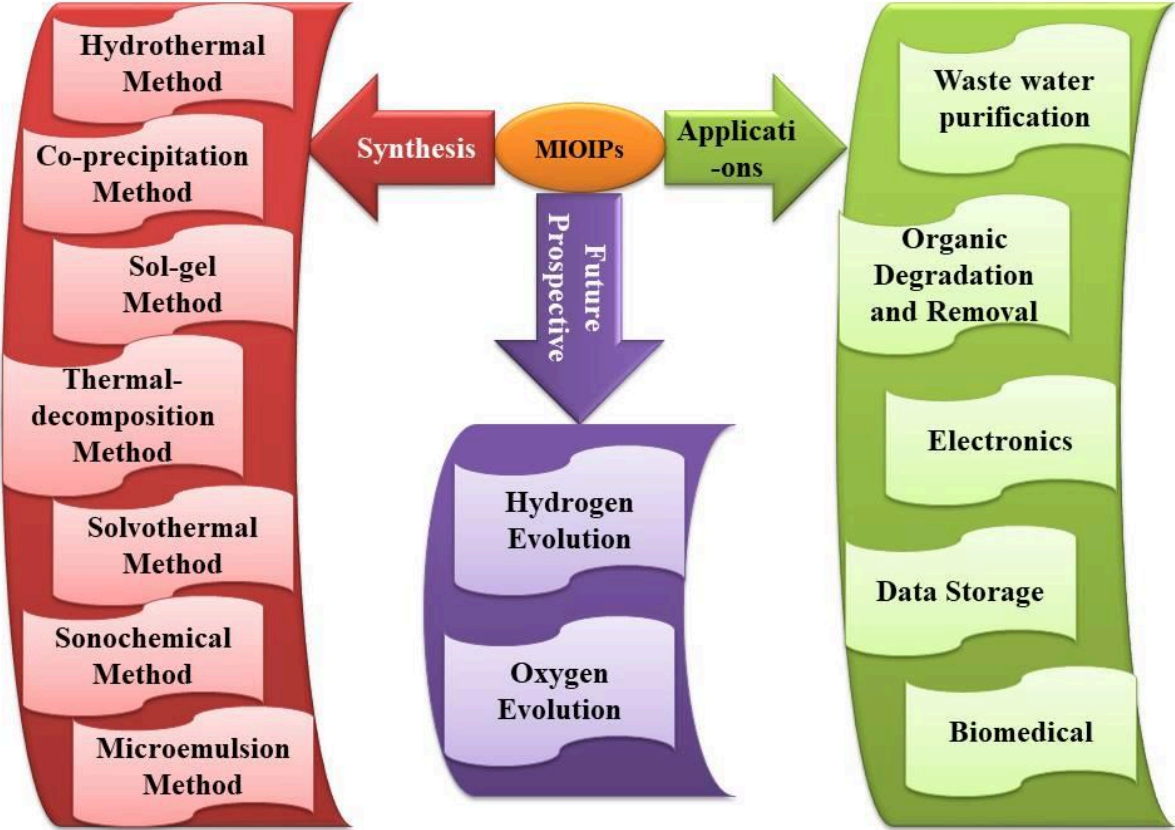 Hydrothermal
Method
Co-precipitation
Method
Sol-gel
Method
Thermal-
decomposition
Method
Solvothermal
Method
Sonochemical
Method
Microemulsion
Method
Synthesis
MIOIPs
Applicati
-ons
Future
Prospective
Hydrogen
Evolution
Oxygen
Evolution
Waste water
purification
Organic
Degradation
and Removal
Electronics
Data Storage
Biomedical